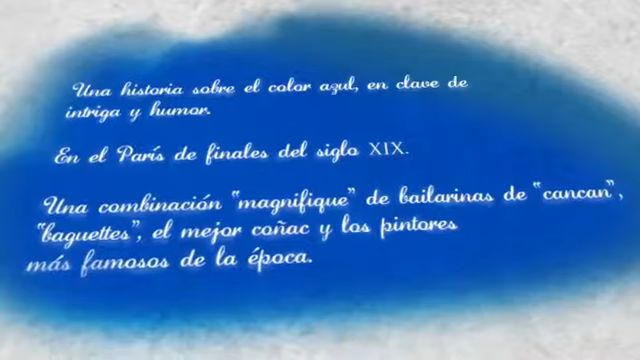 Una historia sobre el color azul, en clave de
intriga y humor.
En el París de finales del siglo XIX.
Una combinación “magnifique” de bailarinas de “cancan”,
“baguettes”, el mejor coñac y los pintores
más famosos de la época.